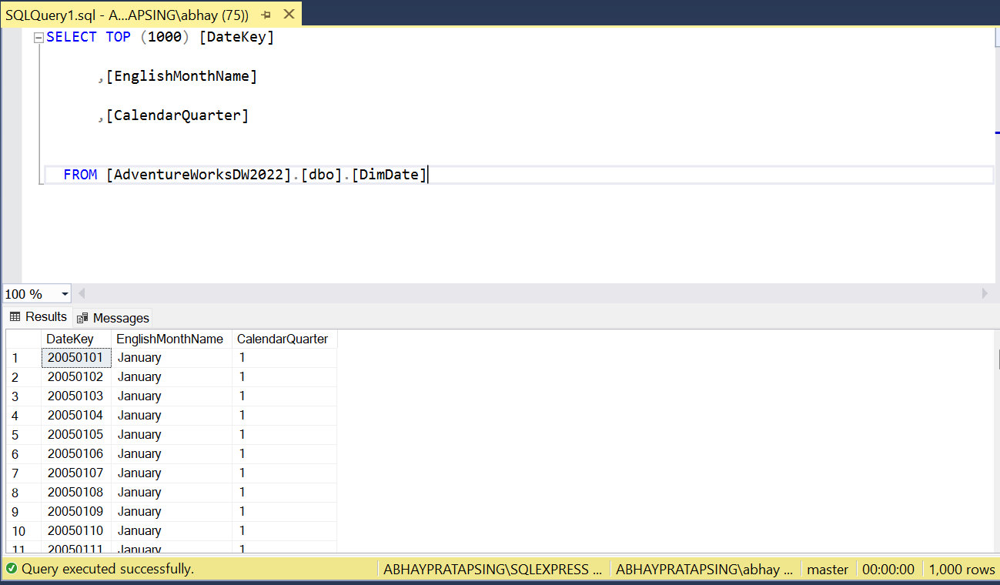 SQLQuery1.sql - A...APSING\abhay (75))
SELECT TOP (1000) [DateKey]
,[EnglishMonthName]
,[CalendarQuarter]
FROM [AdventureWorksDW2022].[dbo].[DimDate]
100 %
Results Messages
DateKey EnglishMonthName CalendarQuarter
1 20050101 January 1
2 20050102 January 1
3 20050103 January 1
4 20050104 January 1
5 20050105 January 1
6 20050106 January 1
7 20050107 January 1
8 20050108 January 1
9 20050109 January 1
10 20050110 January 1
11 20050111 January 1
Query executed successfully. ABHAYPRATAPSING\SQLEXPRESS ... ABHAYPRATAPSING\abhay ... master 00:00:00 1,000 rows